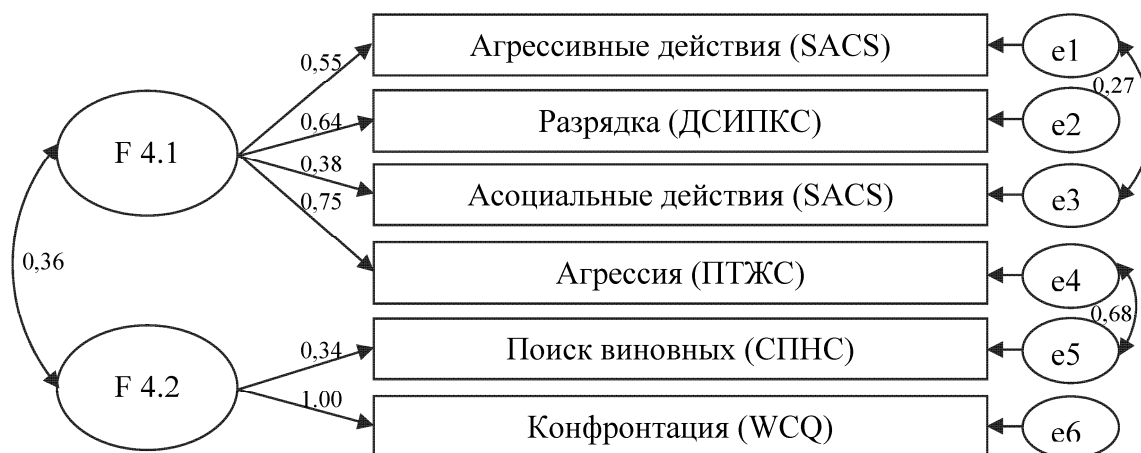 Агрессивные действия (SACS)
e1
0,55
0,27
Разрядка (ДСИПКС)
e2
0,64
F 4.1
0,38
Асоциальные действия (SACS)
e3
0,75
0,36
Агрессия (ПТЖС)
e4
0,68
0,34
Поиск виновных (СПНС)
e5
F 4.2
1.00
Конфронтация (WCQ)
e6